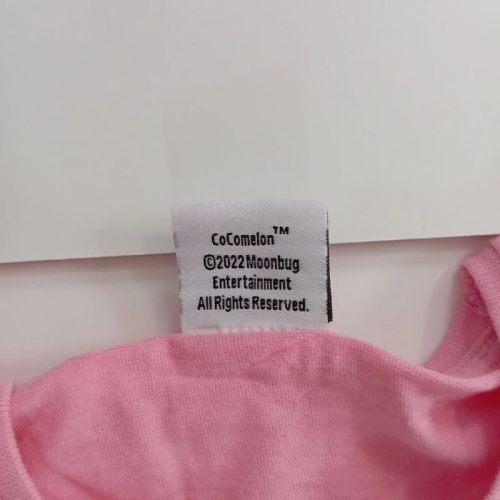 CoComelon™
©2022 Moonbug
Entertainment
All Rights Reserved.